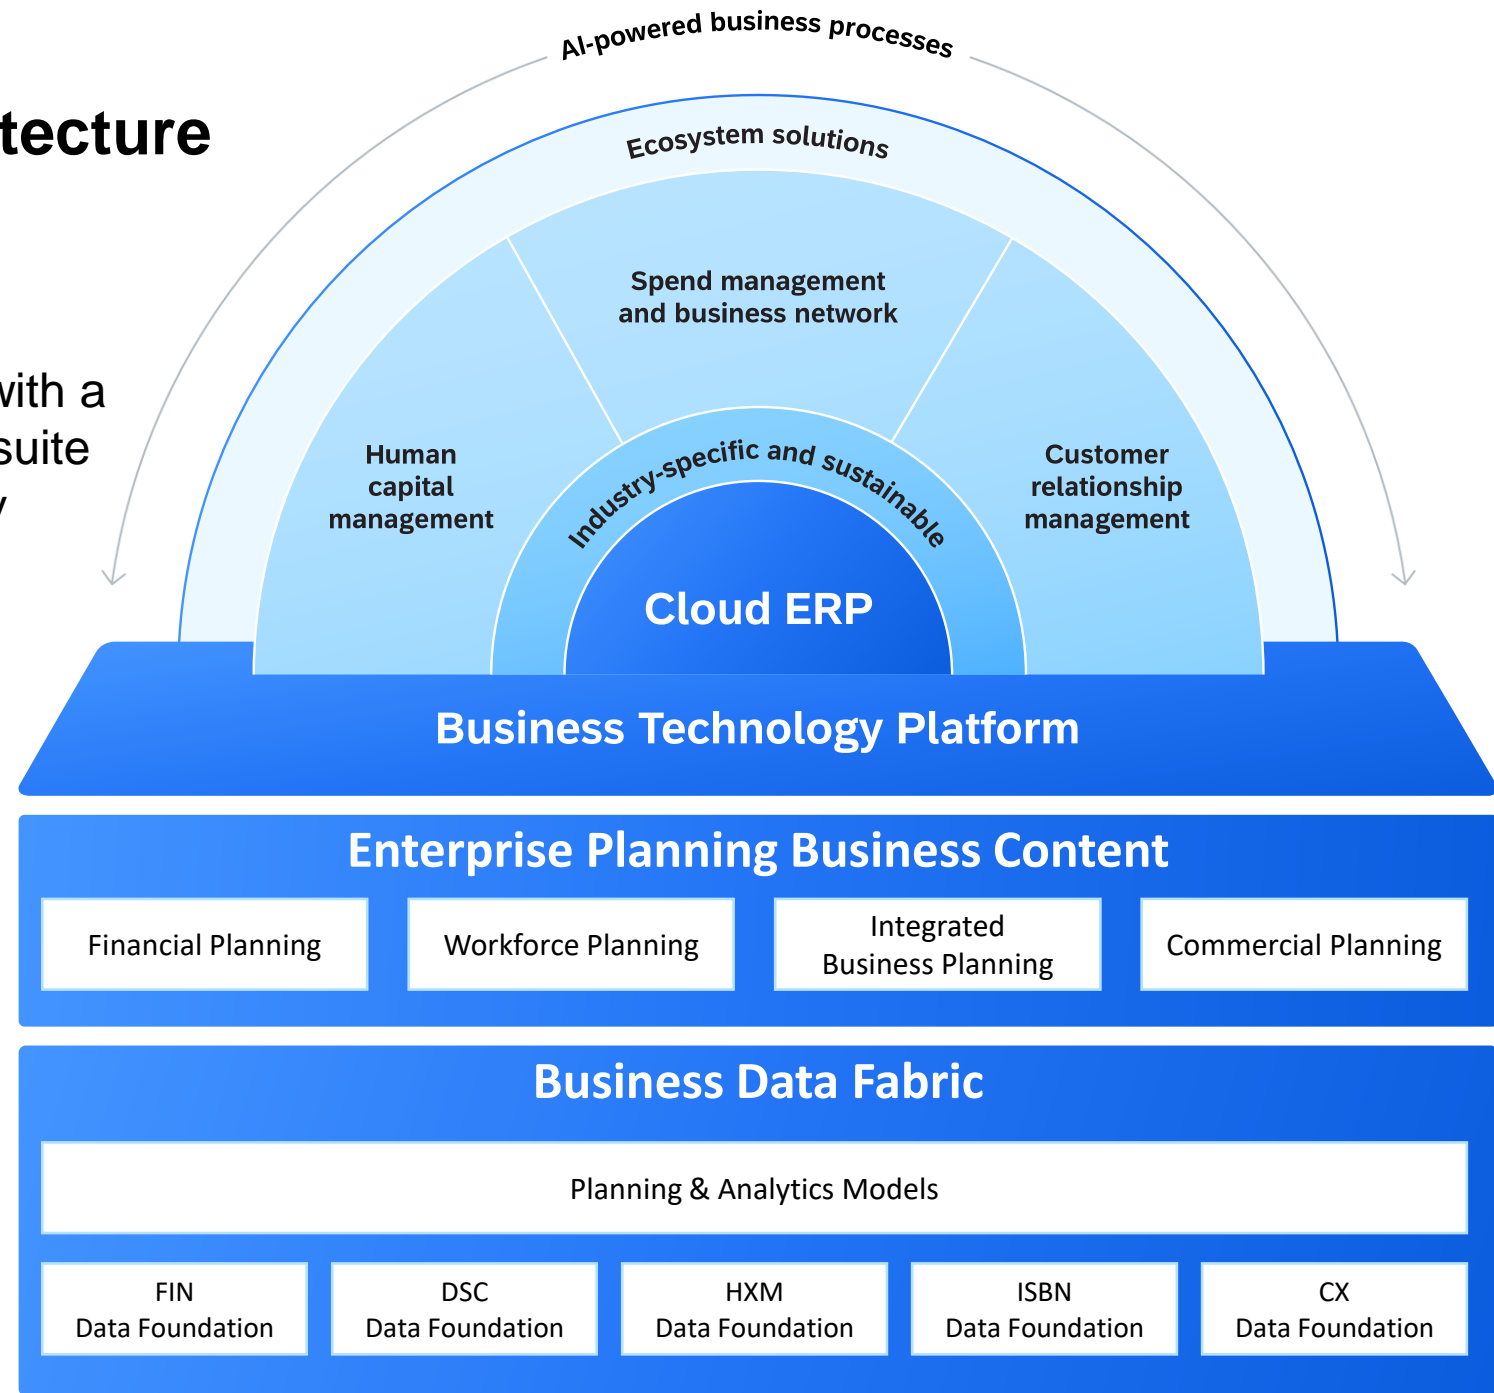 AI-powered business processes
tecture
Ecosystem solutions
Spend management
and business network
with a
suite
Human
capital
management
Industry-specific and sustainable
Customer
relationship
management
Cloud ERP
Business Technology Platform
Enterprise Planning Business Content
Financial Planning
Workforce Planning
Integrated
Business Planning
Commercial Planning
Business Data Fabric
Planning & Analytics Models
FIN
Data Foundation
DSC
Data Foundation
HXM
Data Foundation
ISBN
Data Foundation
CX
Data Foundation